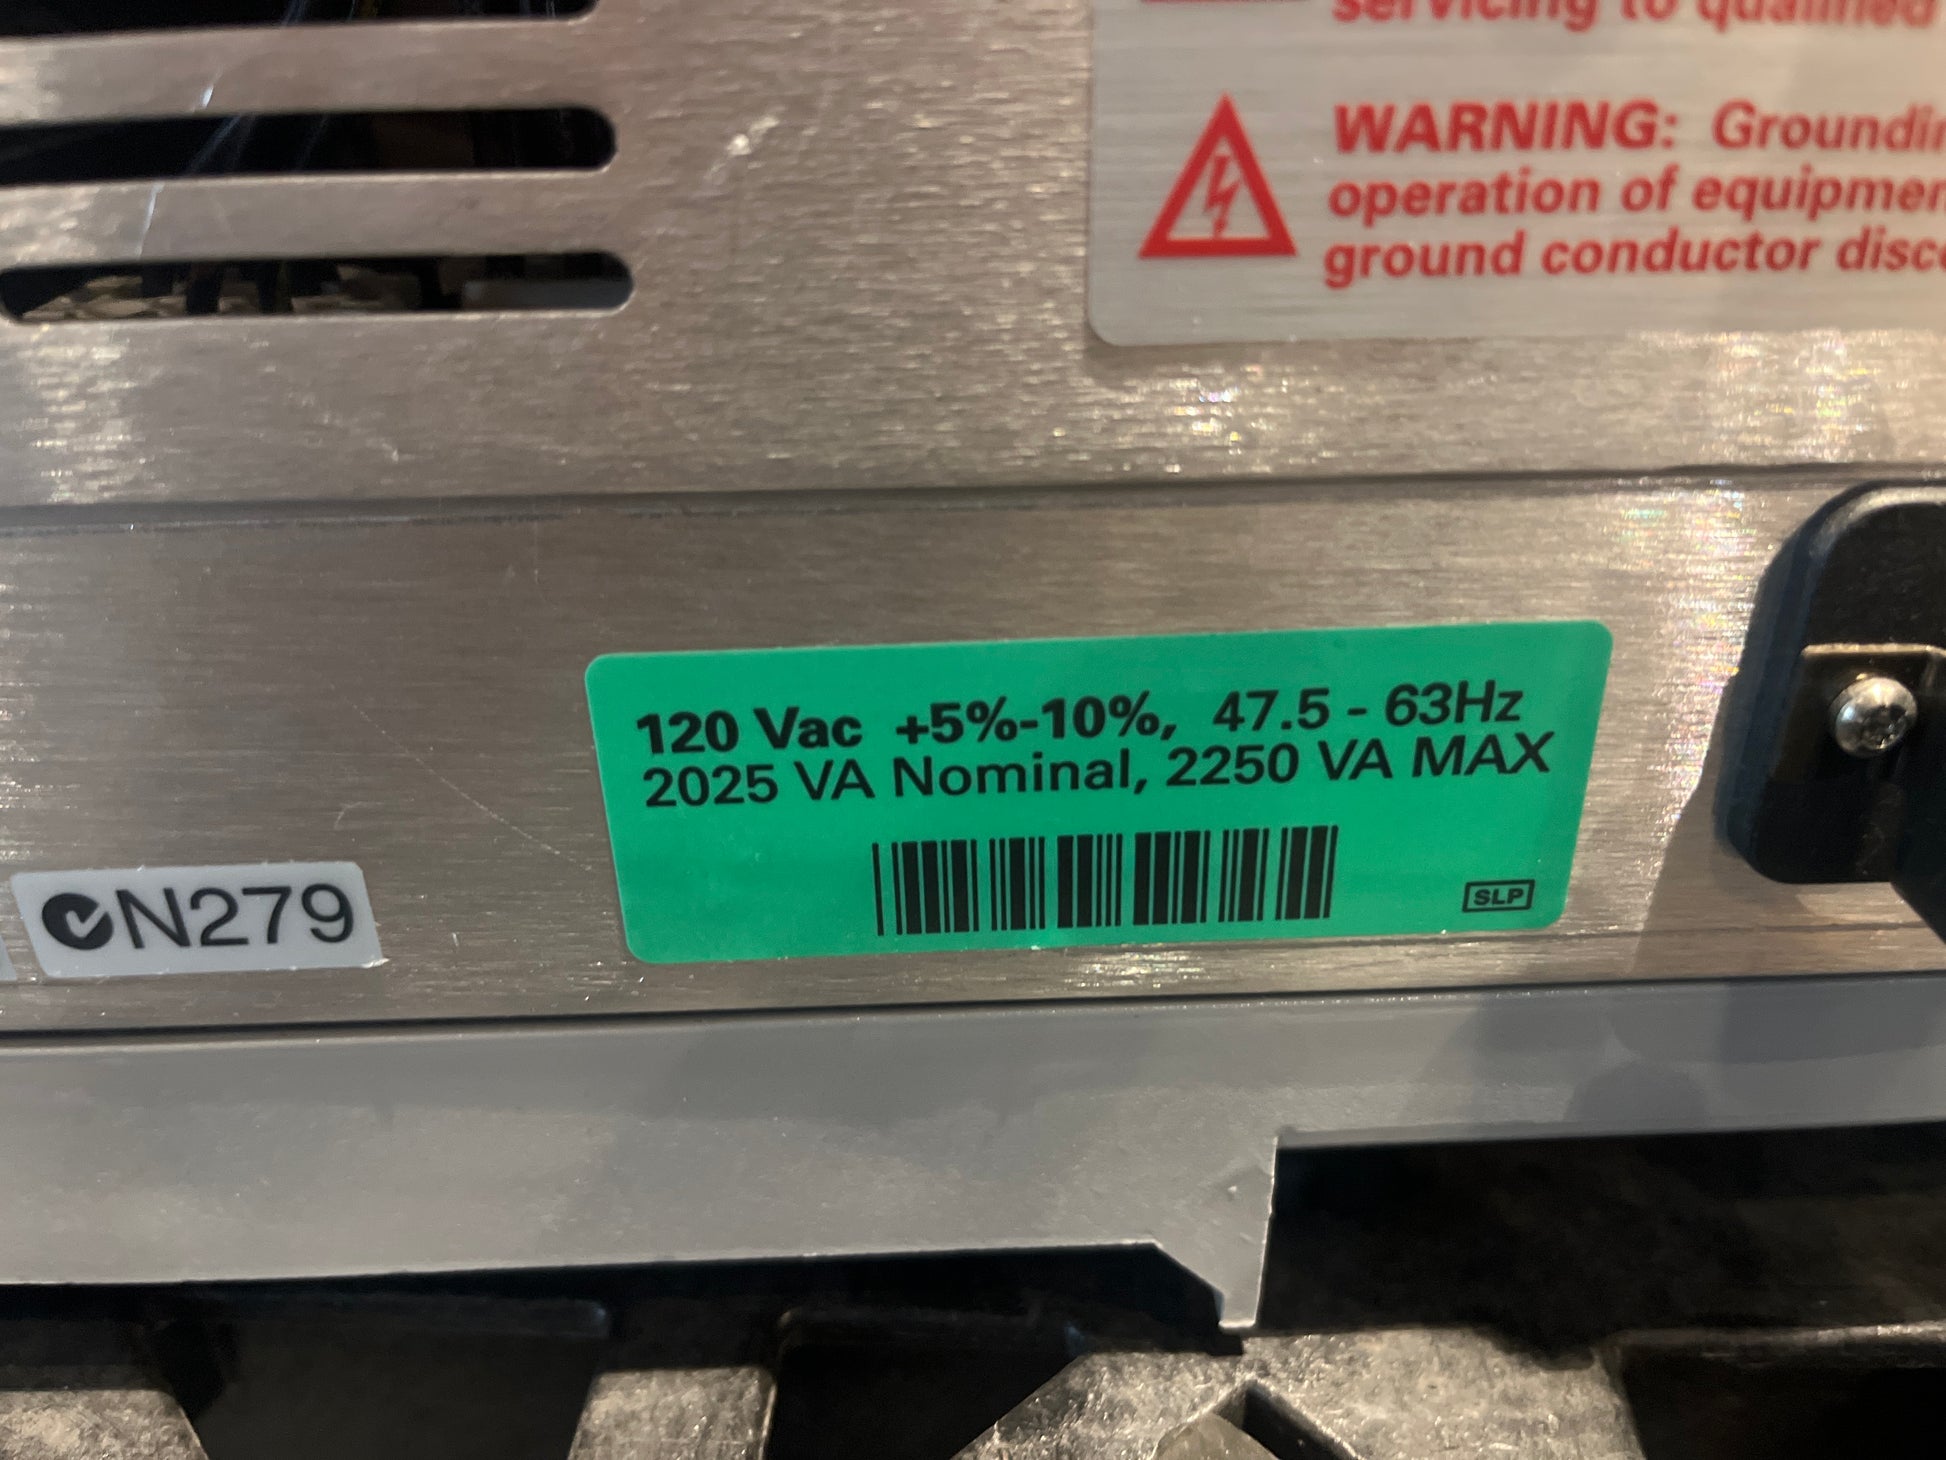 servicing to qualified
WARNING: Groundin
operation of equipmen
ground conductor disc
120 Vac +5%-10%, 47.5 - 63Hz
2025 VA Nominal, 2250 VA MAX
SLP
N279